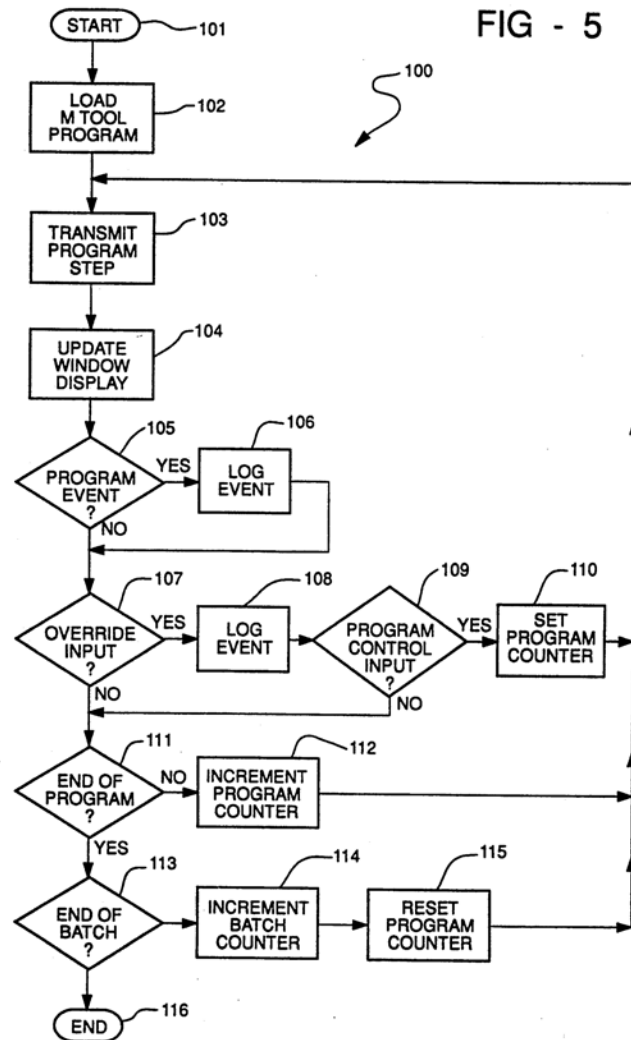 FIG - 5
START
101
100
LOAD
M TOOL
PROGRAM
102
TRANSMIT
PROGRAM
STEP
103
UPDATE
WINDOW
DISPLAY
104
PROGRAM
EVENT
?
105
YES
NO
LOG
EVENT
106
OVERRIDE
INPUT
?
107
YES
NO
LOG
EVENT
108
PROGRAM
CONTROL
INPUT
?
109
YES
NO
SET
PROGRAM
COUNTER
110
END OF
PROGRAM
?
111
NO
YES
INCREMENT
PROGRAM
COUNTER
112
END OF
BATCH
?
113
INCREMENT
BATCH
COUNTER
114
RESET
PROGRAM
COUNTER
115
END
116